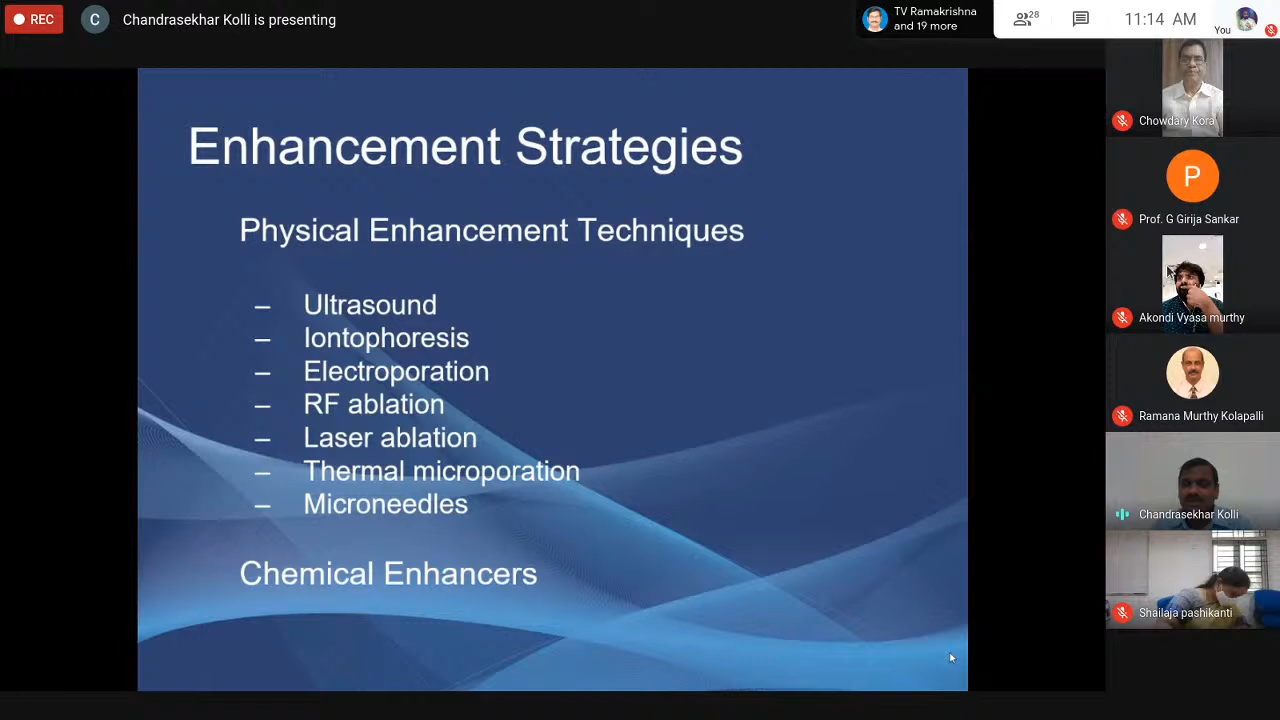 REC
C
Chandrasekhar Kolli is presenting
TV Ramakrishna
and 19 more
28
11:14 AM
You
Enhancement Strategies
Physical Enhancement Techniques
– Ultrasound
– Iontophoresis
– Electroporation
– RF ablation
– Laser ablation
– Thermal microporation
– Microneedles
Chemical Enhancers
Chowdary Kora
P
Prof. G Girija Sankar
Akondi Vyasa murthy
Ramana Murthy Kolapalli
Chandrasekhar Kolli
Shailaja pashikanti